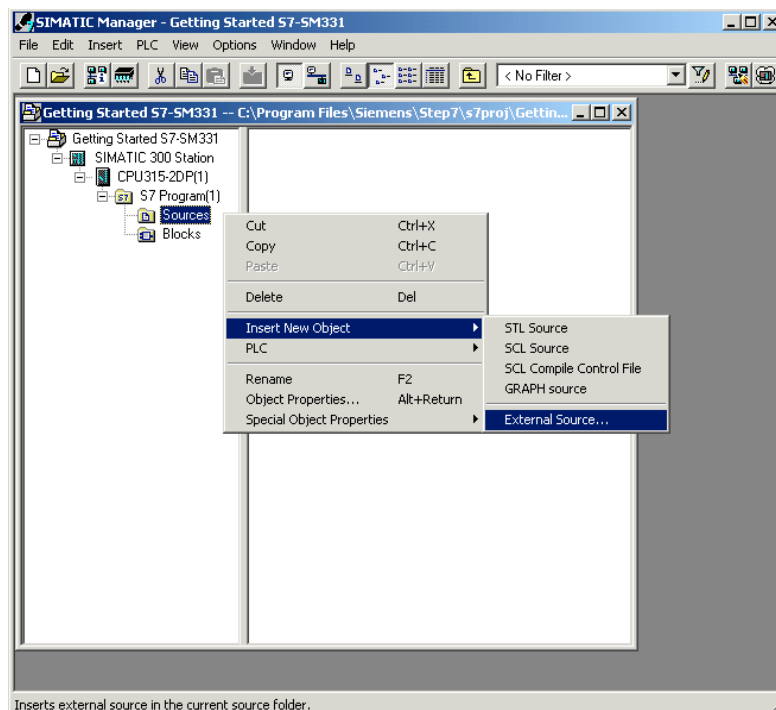 SIMATIC Manager - Getting Started S7-SM331
File Edit Insert PLC View Options Window Help
< No Filter >
Getting Started S7-SM331 -- C:\Program Files\Siemens\Step7\s7proj\Gettin...
Getting Started S7-SM331
SIMATIC 300 Station
CPU315-2DP(1)
S7 Program(1)
Sources
Blocks
Cut Ctrl+X
Copy Ctrl+C
Paste Ctrl+V
Delete Del
Insert New Object
PLC
Rename F2
Object Properties... Alt+Return
Special Object Properties
STL Source
SCL Source
SCL Compile Control File
GRAPH source
External Source...
Inserts external source in the current source folder.